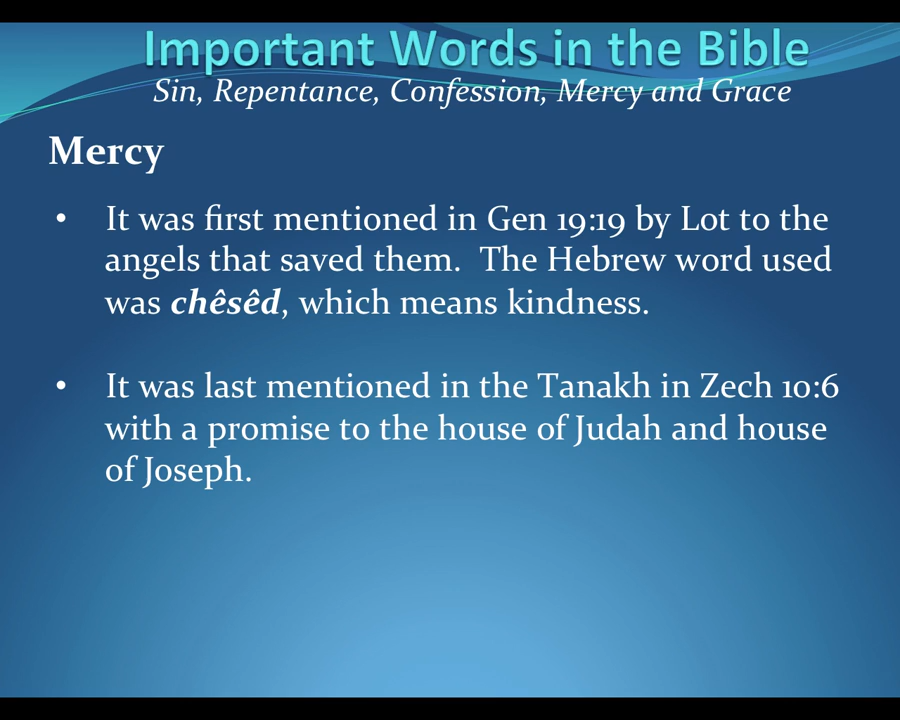 Important Words in the Bible
Sin, Repentance, Confession, Mercy and Grace
Mercy
• It was first mentioned in Gen 19:19 by Lot to the
angels that saved them.  The Hebrew word used
was chêsêd, which means kindness.
• It was last mentioned in the Tanakh in Zech 10:6
with a promise to the house of Judah and house
of Joseph.